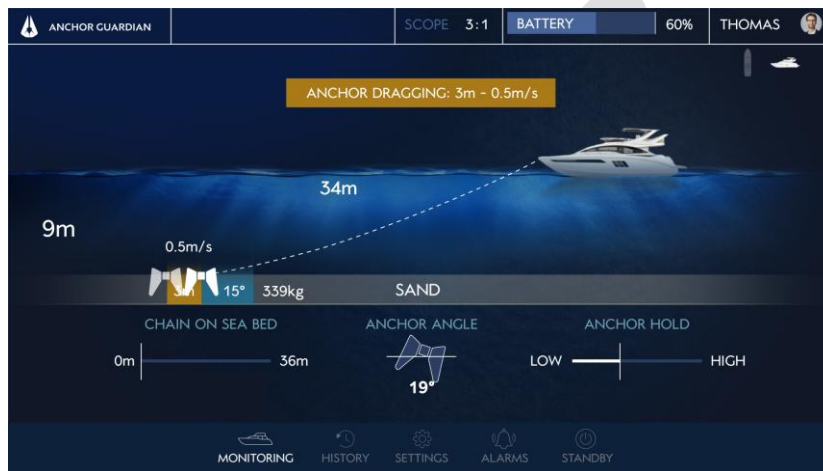 ANCHOR GUARDIAN
SCOPE 3:1
BATTERY 60%
THOMAS
ANCHOR DRAGGING: 3m - 0.5m/s
34m
9m
0.5m/s
3m 15° 339kg SAND
CHAIN ON SEA BED ANCHOR ANGLE ANCHOR HOLD
0m 36m LOW HIGH
19°
MONITORING HISTORY SETTINGS ALARMS STANDBY